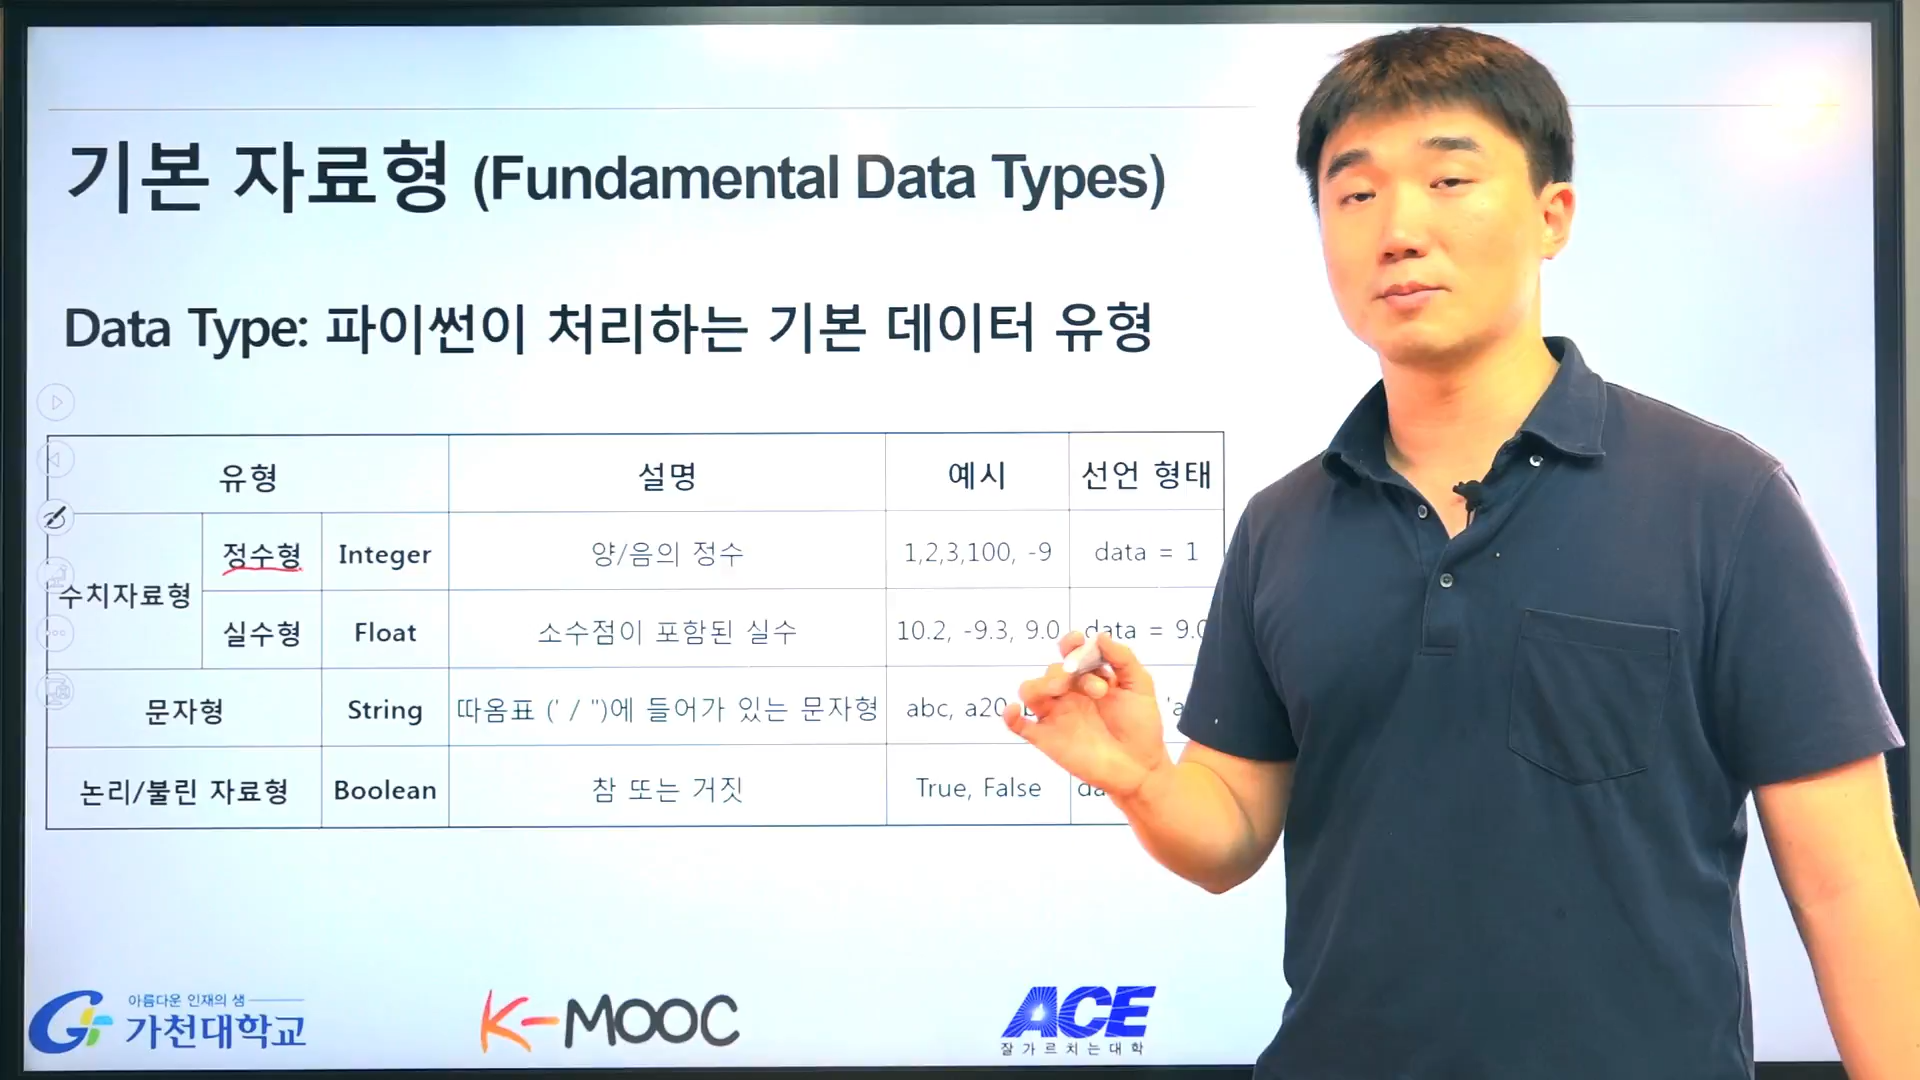 기본 자료형 (Fundamental Data Types)
Data Type: 파이썬이 처리하는 기본 데이터 유형
유형 설명 예시 선언 형태
수치자료형 정수형 Integer 양/음의 정수 1,2,3,100, -9 data = 1
실수형 Float 소수점이 포함된 실수 10.2, -9.3, 9.0 data = 9.0
문자형 String 따옴표 (' / ")에 들어가 있는 문자형 abc, a20
논리/불린 자료형 Boolean 참 또는 거짓 True, False
아름다운 인재의 샘
가천대학교
K-MOOC
ACE
잘 가르치는 대학